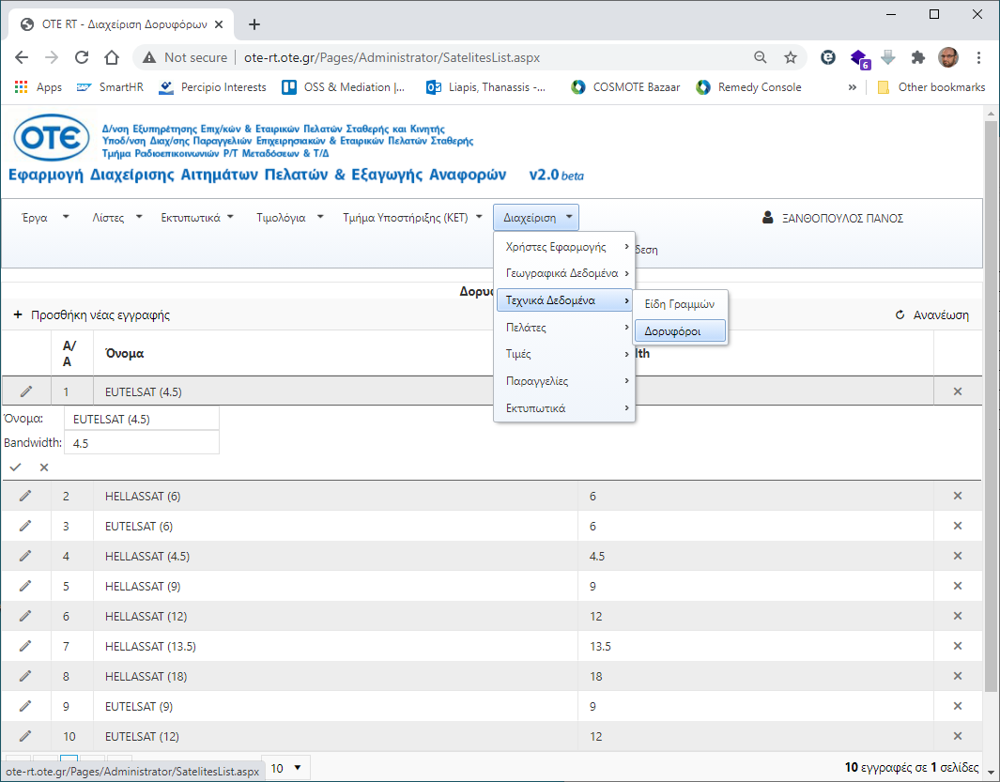 OTE RT - Διαχείριση Δορυφόρων
Not secure
ote-rt.ote.gr/Pages/Administrator/SatelitesList.aspx
6
Apps
SmartHR
Percipio Interests
OSS & Mediation |...
Liapis, Thanassis -...
COSMOTE Bazaar
Remedy Console
»
Other bookmarks
OTE
Δ/νση Εξυπηρέτησης Επιχ/κών & Εταιρικών Πελατών Σταθερής και Κινητής
Υποδ/νση Διαχ/σης Παραγγελιών Επιχειρησιακών & Εταιρικών Πελατών Σταθερής
Τμήμα Ραδιοεπικοινωνιών Ρ/Τ Μεταδόσεων & Τ/Δ
Εφαρμογή Διαχείρισης Αιτημάτων Πελατών & Εξαγωγής Αναφορών v2.0 beta
Έργα
Λίστες
Εκτυπωτικά
Τιμολόγια
Τμήμα Υποστήριξης (ΚΕΤ)
Διαχείριση
ΞΑΝΘΟΠΟΥΛΟΣ ΠΑΝΟΣ
Χρήστες Εφαρμογής
δεση
Γεωγραφικά Δεδομένα
Τεχνικά Δεδομένα
Πελάτες
Τιμές
Παραγγελίες
Εκτυπωτικά
Είδη Γραμμών
Δορυφόροι
Δορυφ
+ Προσθήκη νέας εγγραφής
Ανανέωση
Α/
Α
Όνομα
dth
1 EUTELSAT (4.5)
Όνομα: EUTELSAT (4.5)
Bandwidth: 4.5
2 HELLASSAT (6) 6
3 EUTELSAT (6) 6
4 HELLASSAT (4.5) 4.5
5 HELLASSAT (9) 9
6 HELLASSAT (12) 12
7 HELLASSAT (13.5) 13.5
8 HELLASSAT (18) 18
9 EUTELSAT (9) 9
10 EUTELSAT (12) 12
ote-rt.ote.gr/Pages/Administrator/SatelitesList.aspx
10
10 εγγραφές σε 1 σελίδες